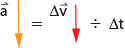 a⃗ = Δv⃗ ÷ Δt